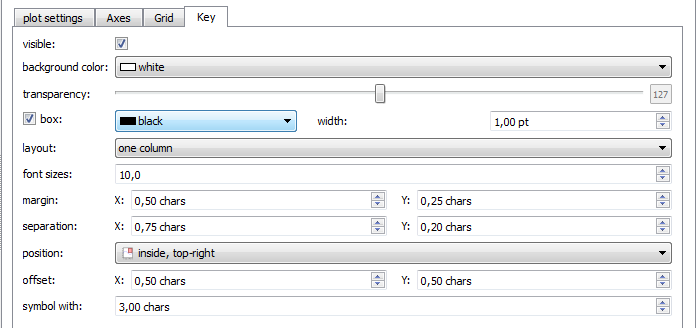 plot settings Axes Grid Key
visible:
background color: white
transparency: 127
box: black width: 1,00 pt
layout: one column
font sizes: 10,0
margin: X: 0,50 chars Y: 0,25 chars
separation: X: 0,75 chars Y: 0,20 chars
position: inside, top-right
offset: X: 0,50 chars Y: 0,50 chars
symbol with: 3,00 chars